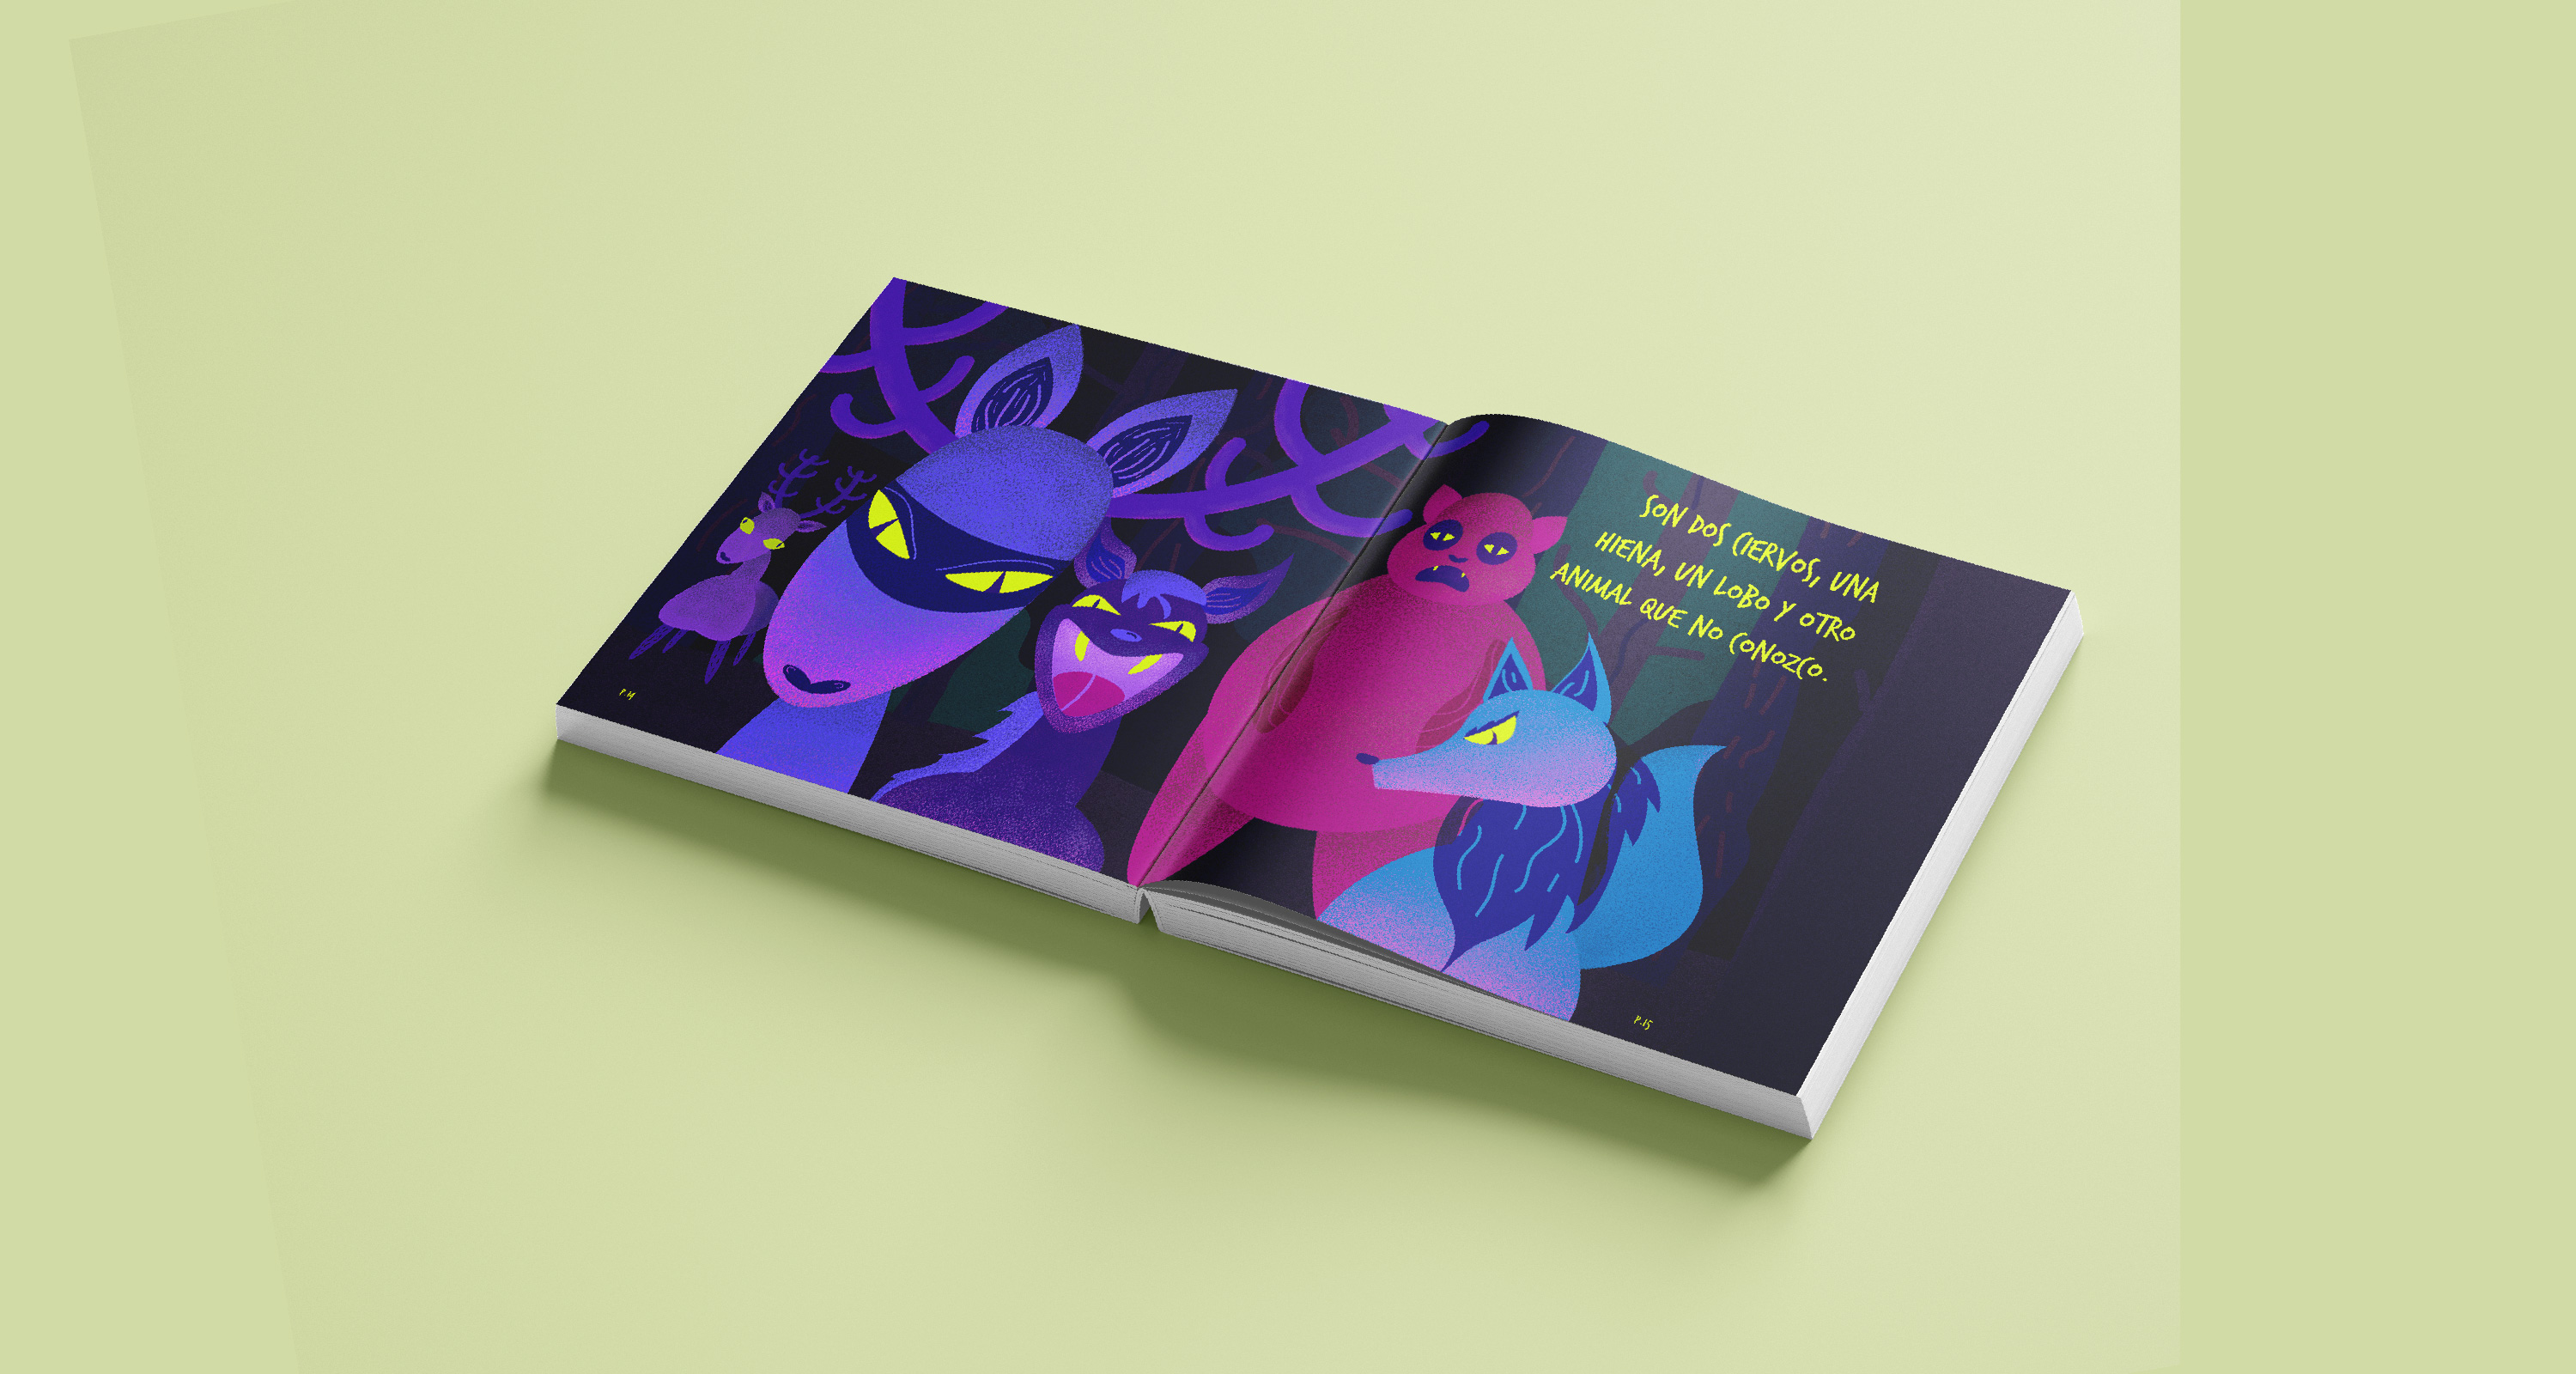 SON DOS CIERVOS, UNA
HIENA, UN LOBO Y OTRO
ANIMAL QUE NO CONOZCO.
P.14
P.15